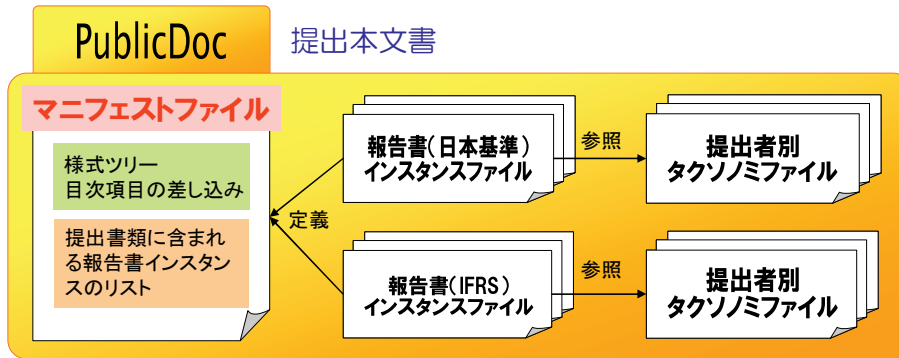 PublicDoc
提出本文書
マニフェストファイル
様式ツリー
目次項目の差し込み
提出書類に含まれ
る報告書インスタン
スのリスト
定義
報告書(日本基準)
インスタンスファイル
参照
提出者別
タクソノミファイル
報告書(IFRS)
インスタンスファイル
参照
提出者別
タクソノミファイル